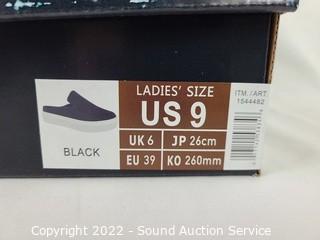 LADIES' SIZE
US 9
UK 6
JP 26cm
EU 39
KO 260mm
BLACK
ITM. / ART.
1544482
Copyright 2022 - Sound Auction Service